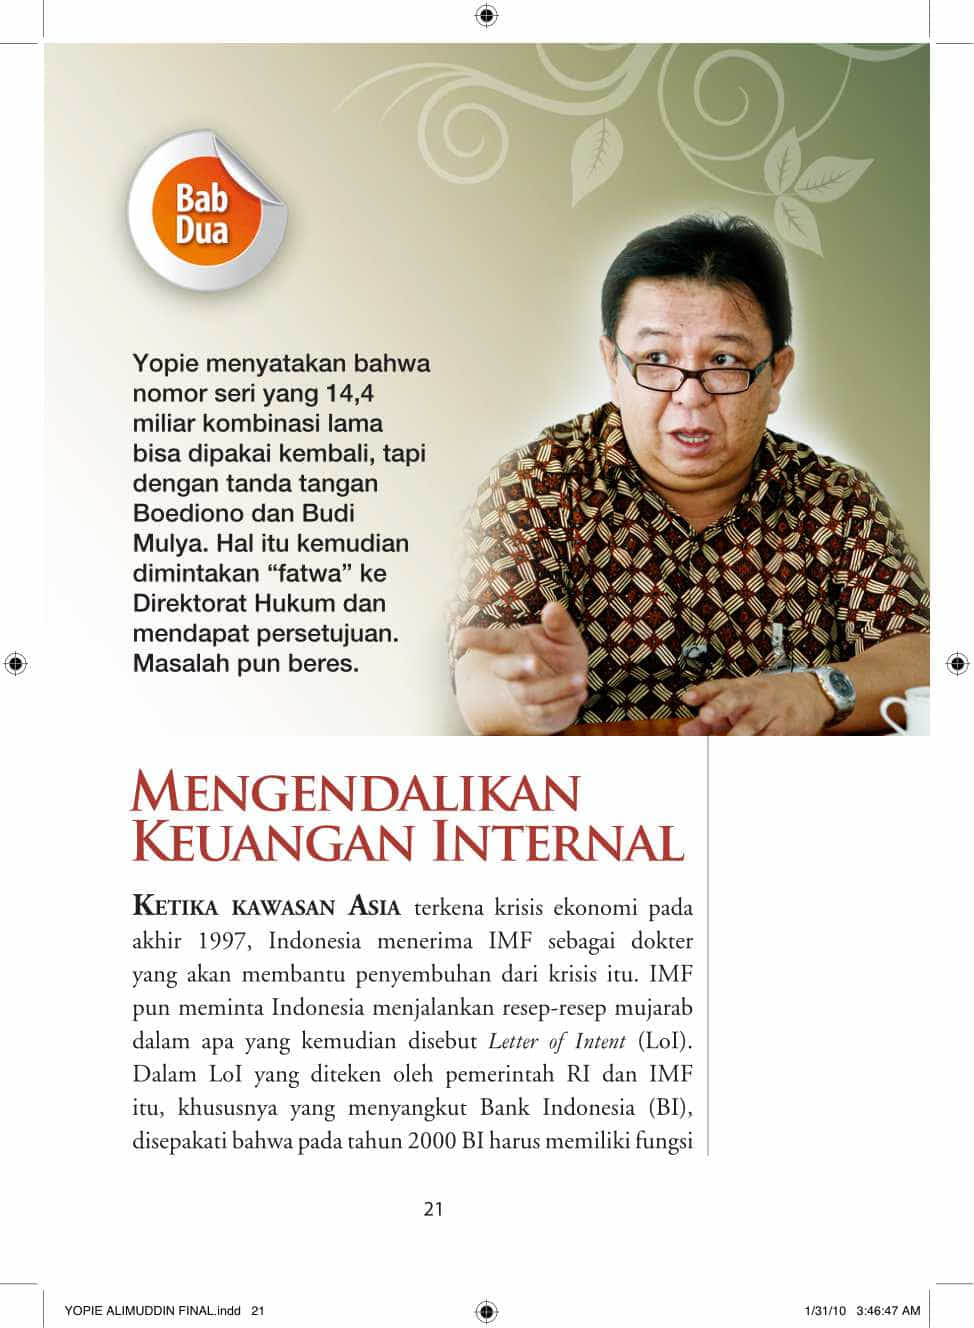 Bab
Dua
Yopie menyatakan bahwa
nomor seri yang 14,4
miliar kombinasi lama
bisa dipakai kembali, tapi
dengan tanda tangan
Boediono dan Budi
Mulya. Hal itu kemudian
dimintakan “fatwa” ke
Direktorat Hukum dan
mendapat persetujuan.
Masalah pun beres.
Mengendalikan
Keuangan Internal
Ketika kawasan Asia terkena krisis ekonomi pada
akhir 1997, Indonesia menerima IMF sebagai dokter
yang akan membantu penyembuhan dari krisis itu. IMF
pun meminta Indonesia menjalankan resep-resep mujarab
dalam apa yang kemudian disebut Letter of Intent (LoI).
Dalam LoI yang diteken oleh pemerintah RI dan IMF
itu, khususnya yang menyangkut Bank Indonesia (BI),
disepakati bahwa pada tahun 2000 BI harus memiliki fungsi
21
YOPIE ALIMUDDIN FINAL.indd 21 1/31/10 3:46:47 AM